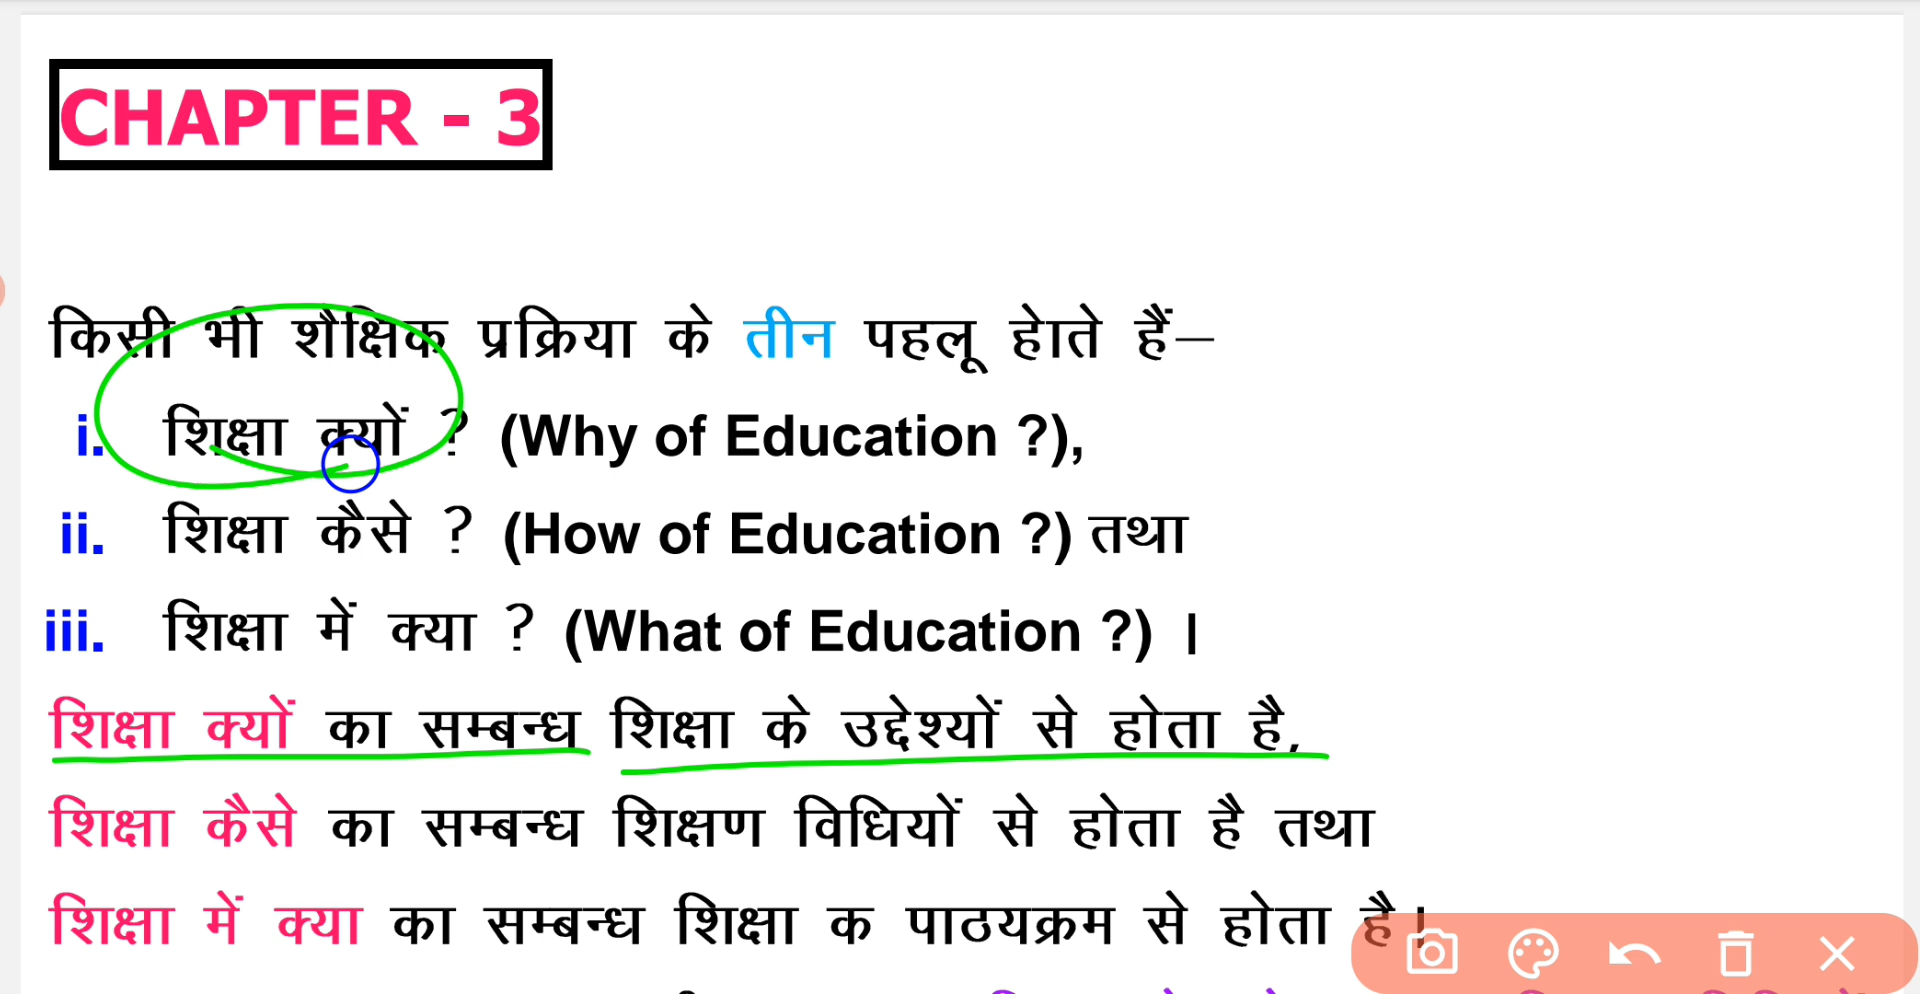 CHAPTER - 3
किसी भी शैक्षिक प्रक्रिया के तीन पहलू होते हैं–
i. शिक्षा क्यों ? (Why of Education ?),
ii. शिक्षा कैसे ? (How of Education ?) तथा
iii. शिक्षा में क्या ? (What of Education ?) ।
शिक्षा क्यों का सम्बन्ध शिक्षा के उद्देश्यों से होता है,
शिक्षा कैसे का सम्बन्ध शिक्षण विधियों से होता है तथा
शिक्षा में क्या का सम्बन्ध शिक्षा क पाठयक्रम से होता है।